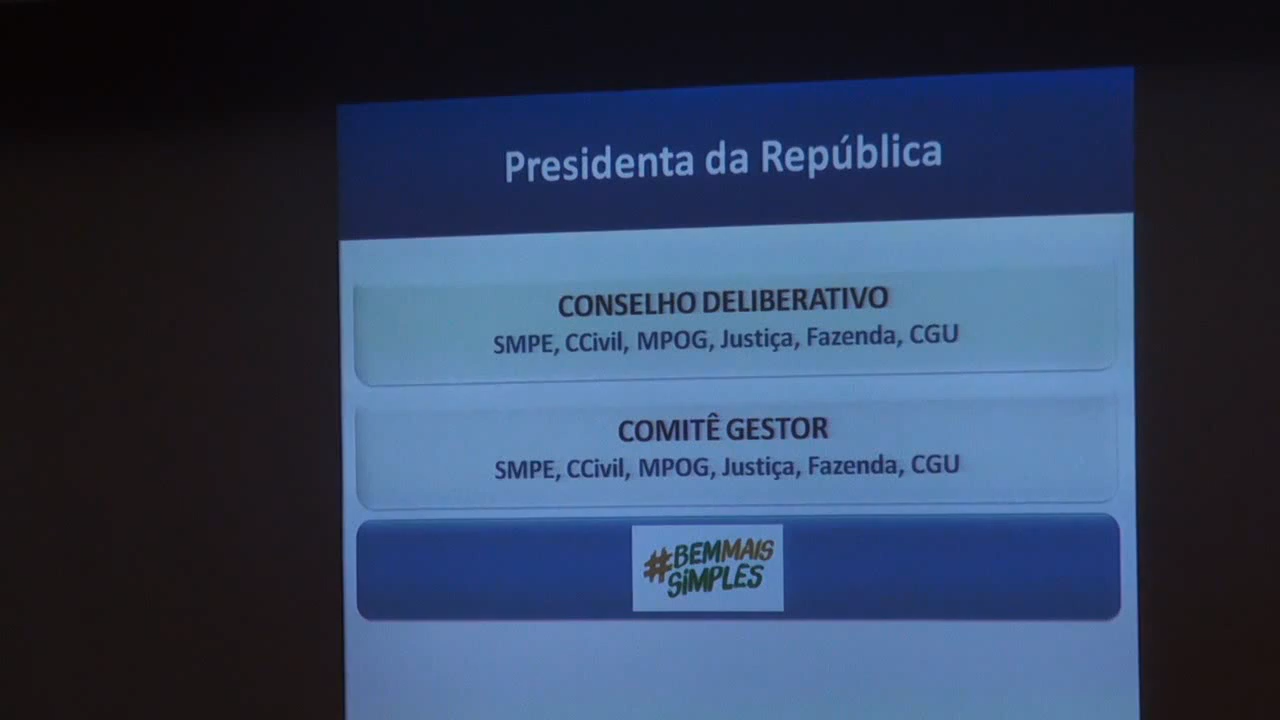 Presidenta da República
CONSELHO DELIBERATIVO
SMPE, CCivil, MPOG, Justiça, Fazenda, CGU
COMITÊ GESTOR
SMPE, CCivil, MPOG, Justiça, Fazenda, CGU
#BEMMAIS
SIMPLES